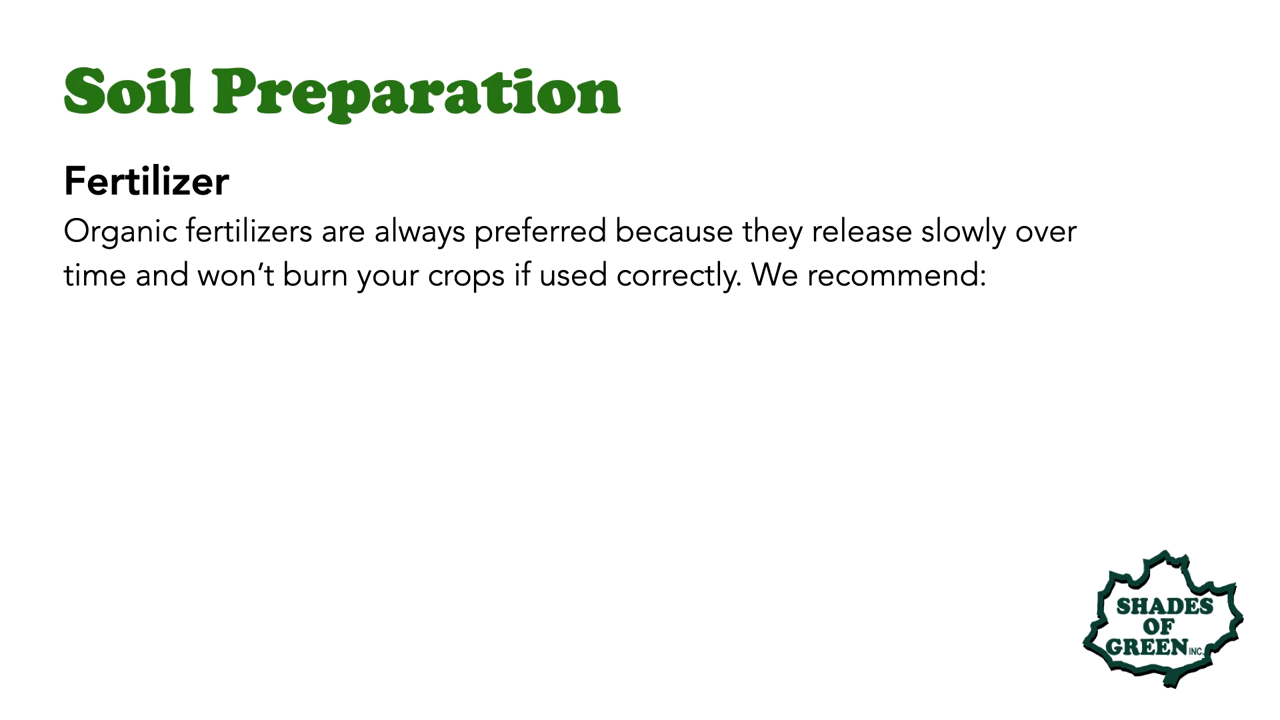 Soil Preparation
Fertilizer
Organic fertilizers are always preferred because they release slowly over
time and won’t burn your crops if used correctly. We recommend:
SHADES
OF
GREEN INC.